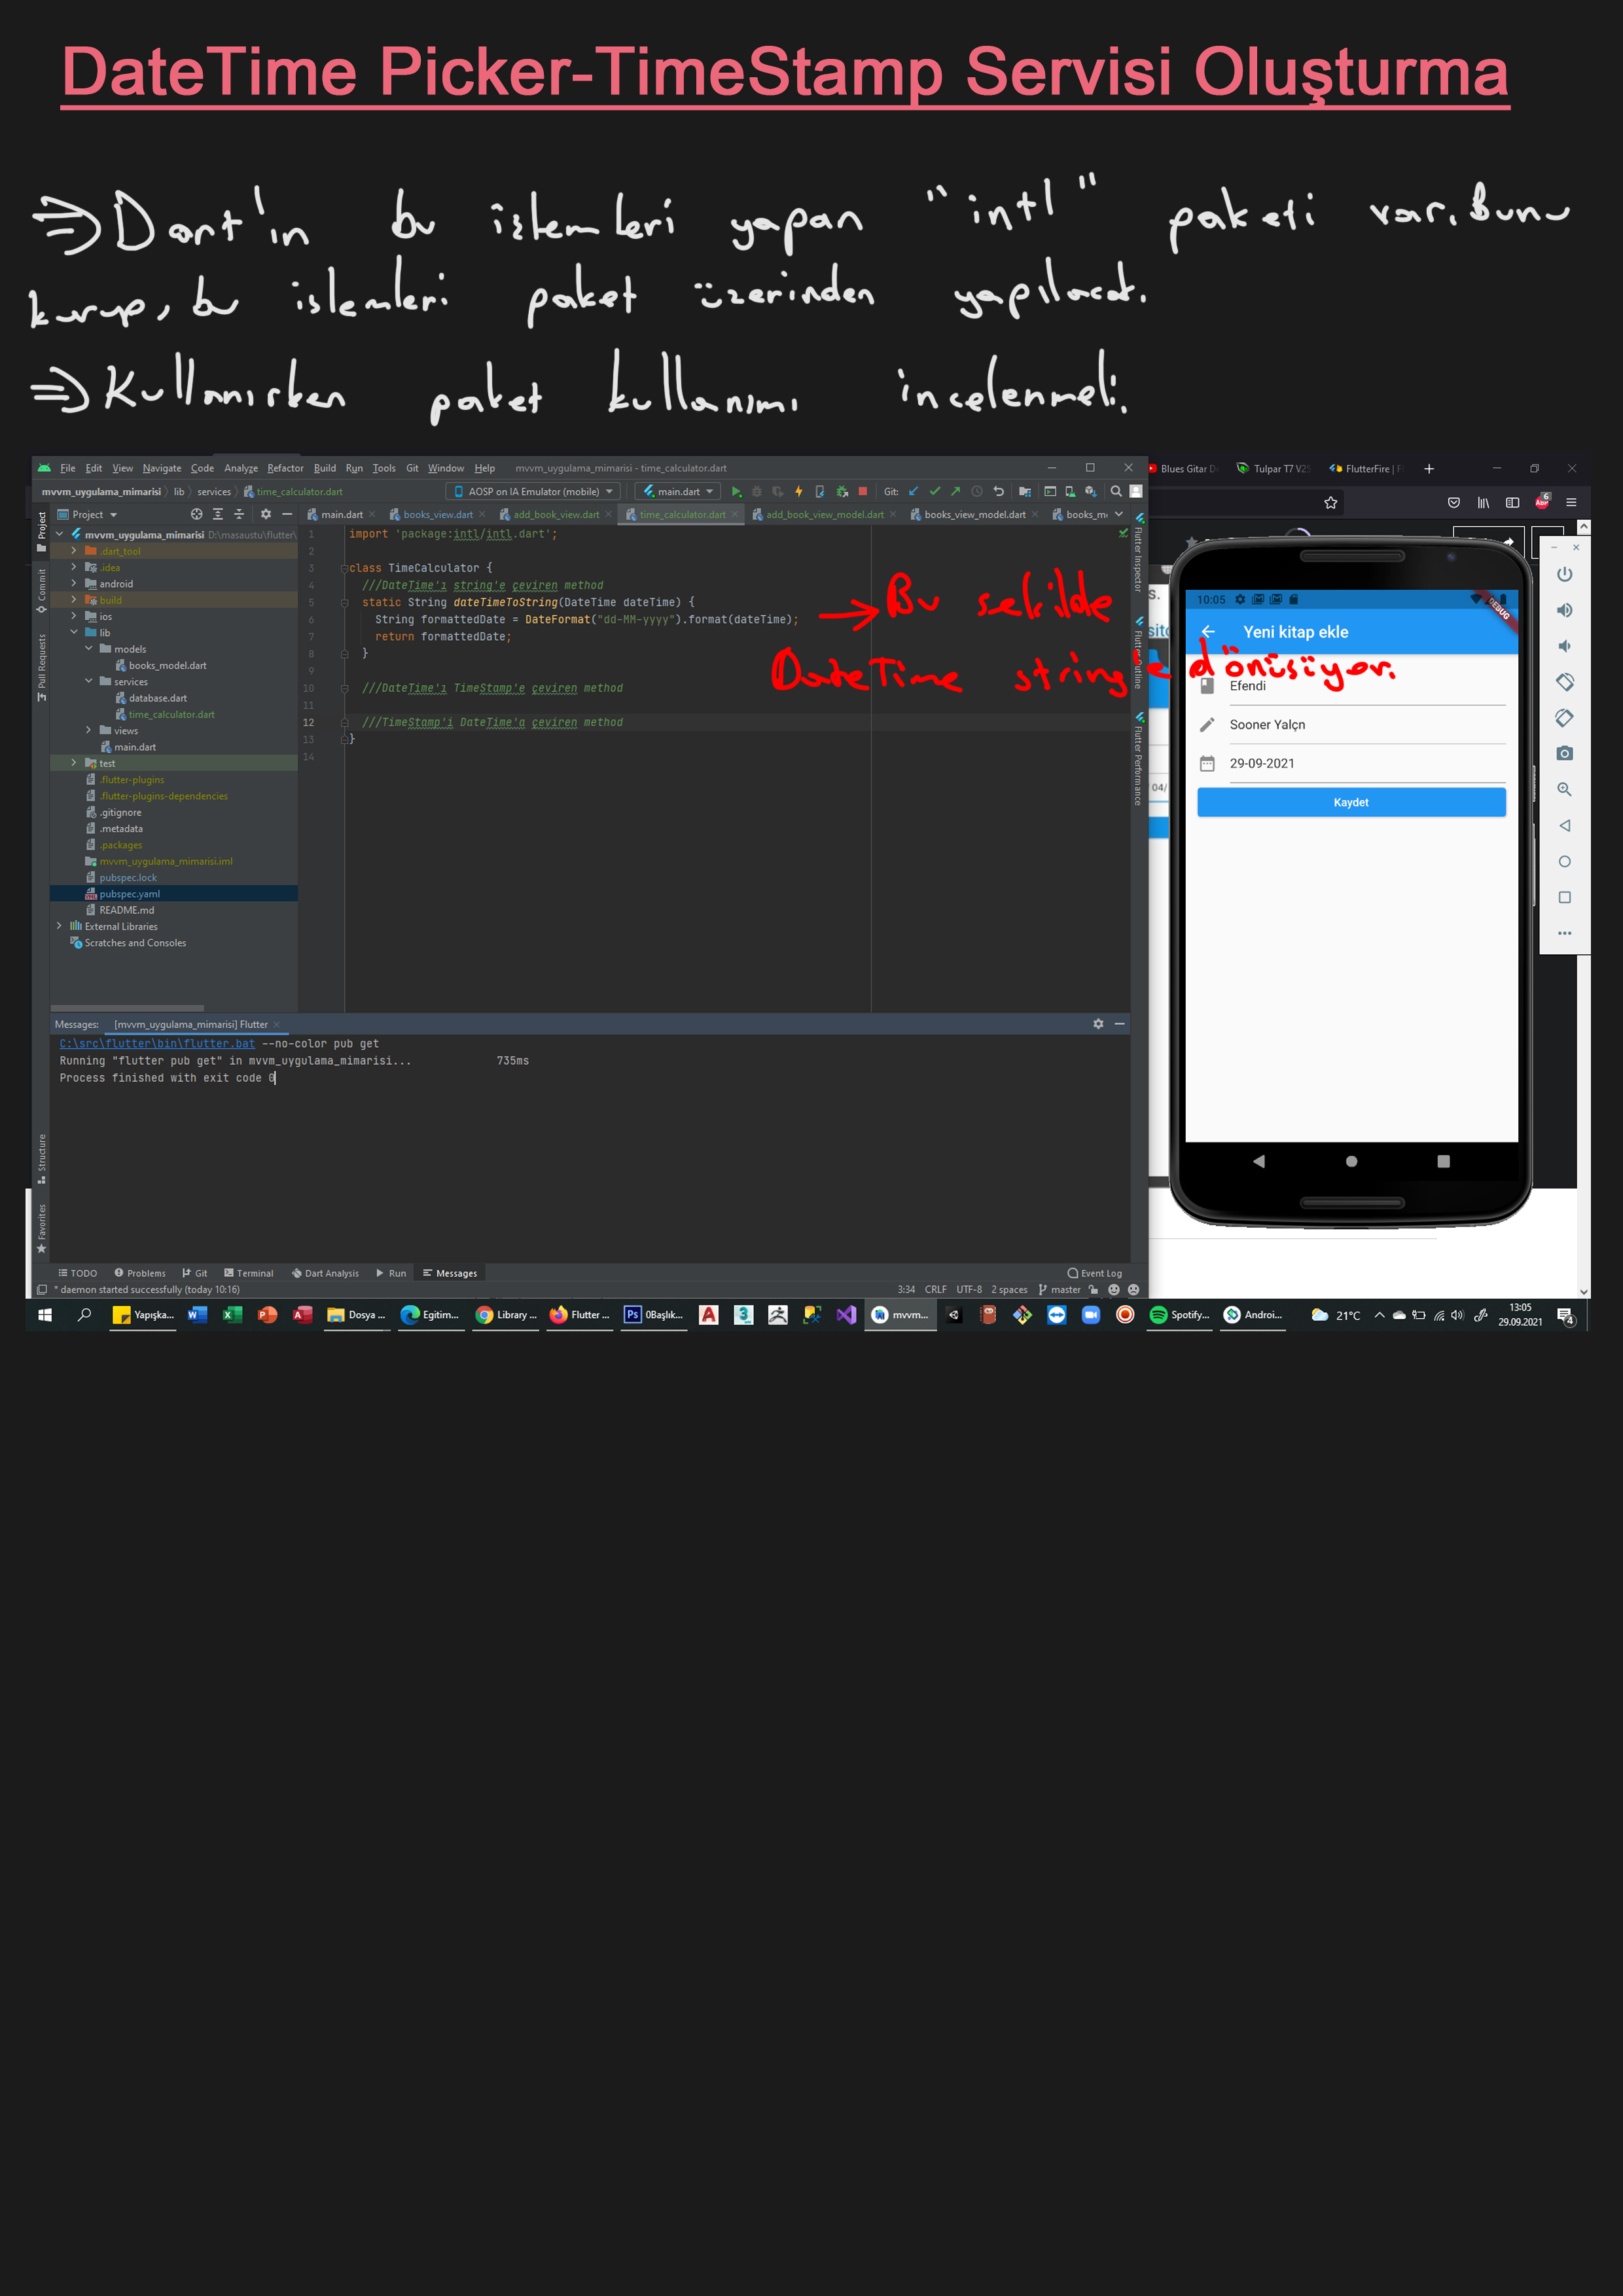 DateTime Picker-TimeStamp Servisi Oluşturma
⇒ Dart'ın bu işlemleri yapan "intl" paketi var. Bunu
kurup, bu işlemleri paket üzerinden yapılacak.
⇒ Kullanırken paket kullanımı incelenmeli.
File Edit View Navigate Code Analyze Refactor Build Run Tools Git Window Help mvvm_uygulama_mimarisi - time_calculator.dart
Blues Gitar D Tulpar T7 V25 FlutterFire | F
mvvm_uygulama_mimarisi lib services time_calculator.dart AOSP on IA Emulator (mobile) main.dart Git:
Project
main.dart books_view.dart add_book_view.dart time_calculator.dart add_book_view_model.dart books_view_model.dart books_m
mvvm_uygulama_mimarisi D:\masaustu\flutter\
.dart_tool
.idea
android
build
ios
lib
models
books_model.dart
services
database.dart
time_calculator.dart
views
main.dart
test
.flutter-plugins
.flutter-plugins-dependencies
.gitignore
.metadata
.packages
mvvm_uygulama_mimarisi.iml
pubspec.lock
pubspec.yaml
README.md
External Libraries
Scratches and Consoles
1 import 'package:intl/intl.dart';
2
3 class TimeCalculator {
4 ///DateTime'ı string'e çeviren method
5 static String dateTimeToString(DateTime dateTime) {
6 String formattedDate = DateFormat("dd-MM-yyyy").format(dateTime);
7 return formattedDate;
8 }
9
10 ///DateTime'ı TimeStamp'e çeviren method
11
12 ///TimeStamp'i DateTime'a çeviren method
13 }
14
→ Bu sekilde
DateTime string'e dönüşüyor.
Project
Commit
Pull Requests
Structure
Favorites
Flutter Inspector
Flutter Outline
Flutter Performance
10:05
DEBUG
Yeni kitap ekle
Efendi
Sooner Yalçn
29-09-2021
Kaydet
04/
Messages: [mvvm_uygulama_mimarisi] Flutter
C:\src\flutter\bin\flutter.bat --no-color pub get
Running "flutter pub get" in mvvm_uygulama_mimarisi... 735ms
Process finished with exit code 0
TODO Problems Git Terminal Dart Analysis Run Messages Event Log
* daemon started successfully (today 10:16) 3:34 CRLF UTF-8 2 spaces master
Yapışka... Dosya ... Egitim... Library ... Flutter ... 0Başlık... mvvm... Spotify... Androi... 21°C 13:05
29.09.2021
4